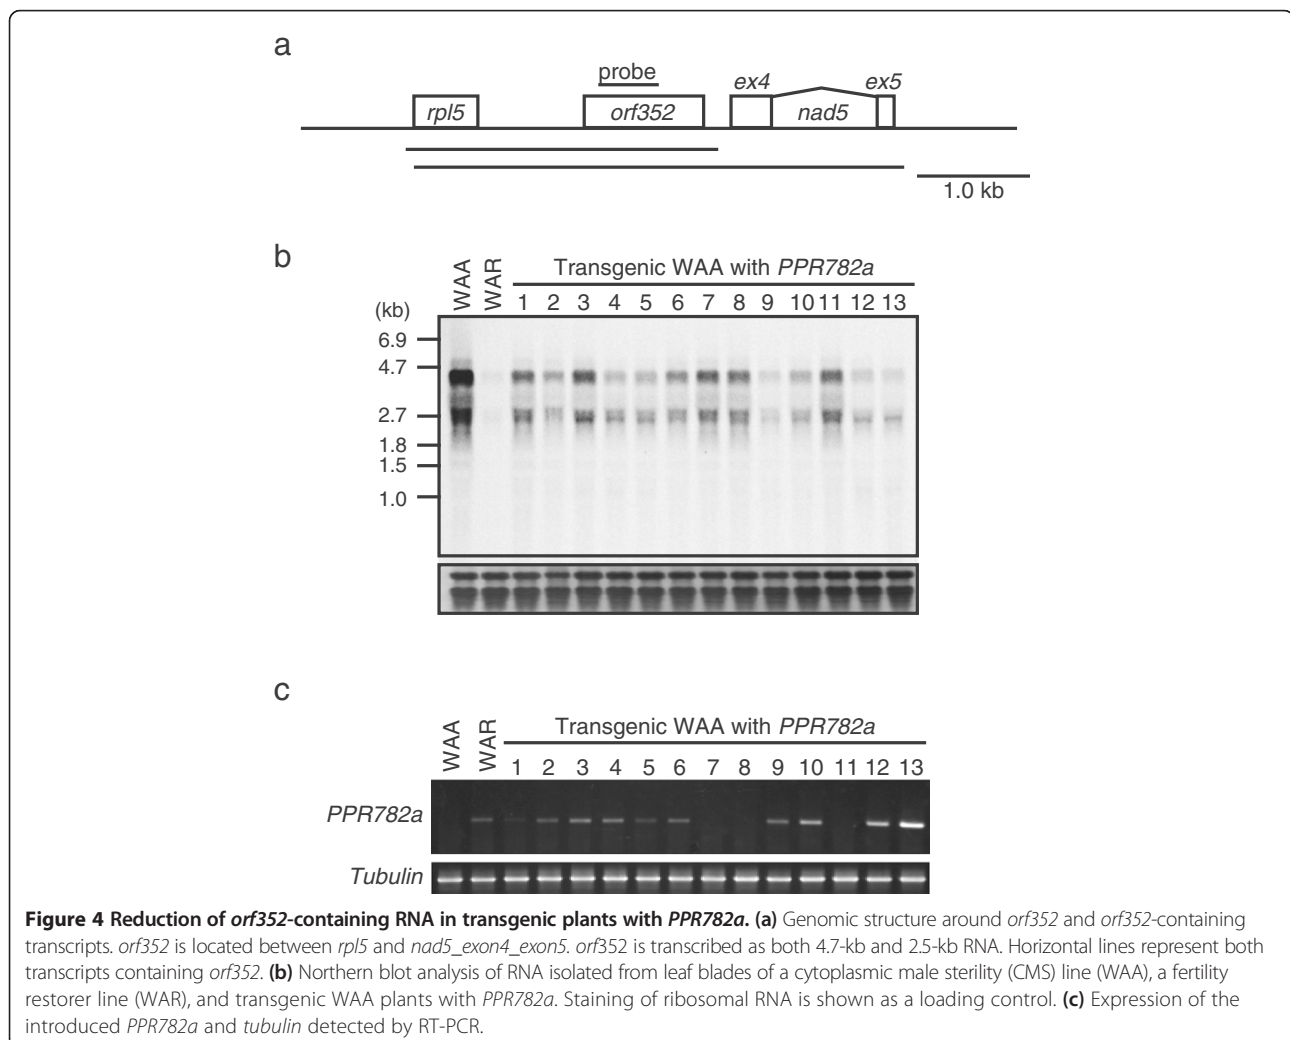 a
probe
ex4 ex5
rpl5 orf352 nad5
1.0 kb
b
WAA WAR Transgenic WAA with PPR782a
(kb) 1 2 3 4 5 6 7 8 9 10 11 12 13
6.9
4.7
2.7
1.8
1.5
1.0
c
WAA WAR Transgenic WAA with PPR782a
1 2 3 4 5 6 7 8 9 10 11 12 13
PPR782a
Tubulin
Figure 4 Reduction of orf352-containing RNA in transgenic plants with PPR782a. (a) Genomic structure around orf352 and orf352-containing
transcripts. orf352 is located between rpl5 and nad5_exon4_exon5. orf352 is transcribed as both 4.7-kb and 2.5-kb RNA. Horizontal lines represent both
transcripts containing orf352. (b) Northern blot analysis of RNA isolated from leaf blades of a cytoplasmic male sterility (CMS) line (WAA), a fertility
restorer line (WAR), and transgenic WAA plants with PPR782a. Staining of ribosomal RNA is shown as a loading control. (c) Expression of the
introduced PPR782a and tubulin detected by RT-PCR.